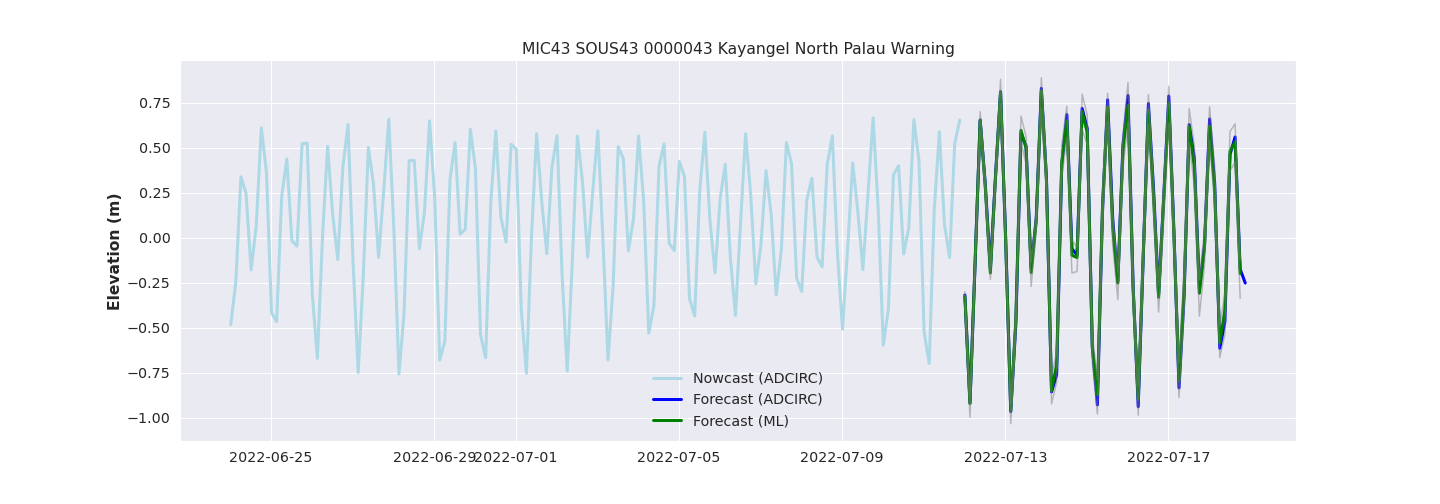 MIC43 SOUS43 0000043 Kayangel North Palau Warning
Elevation (m)
0.75
0.50
0.25
0.00
−0.25
−0.50
−0.75
−1.00
Nowcast (ADCIRC)
Forecast (ADCIRC)
Forecast (ML)
2022-06-25 2022-06-29 2022-07-01 2022-07-05 2022-07-09 2022-07-13 2022-07-17